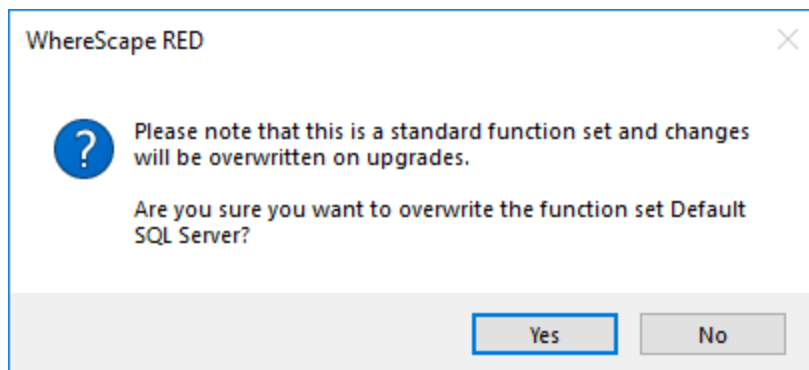 WhereScape RED
Please note that this is a standard function set and changes
will be overwritten on upgrades.
Are you sure you want to overwrite the function set Default
SQL Server?
Yes No